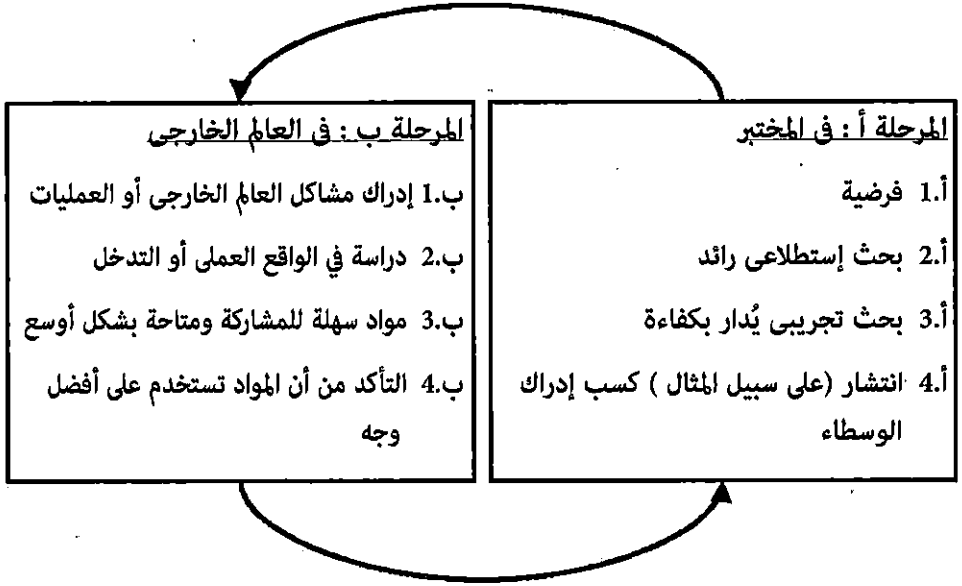 المرحلة أ : فى المختبر
أ.1 فرضية
أ.2 بحث إستطلاعى رائد
أ.3 بحث تجريبى يُدار بكفاءة
أ.4 انتشار (على سبيل المثال ) كسب إدراك
الوسطاء
المرحلة ب : فى العالم الخارجى
ب.1 إدراك مشاكل العالم الخارجى أو العمليات
ب.2 دراسة في الواقع العملى أو التدخل
ب.3 مواد سهلة للمشاركة ومتاحة بشكل أوسع
ب.4 التأكد من أن المواد تستخدم على أفضل
وجه